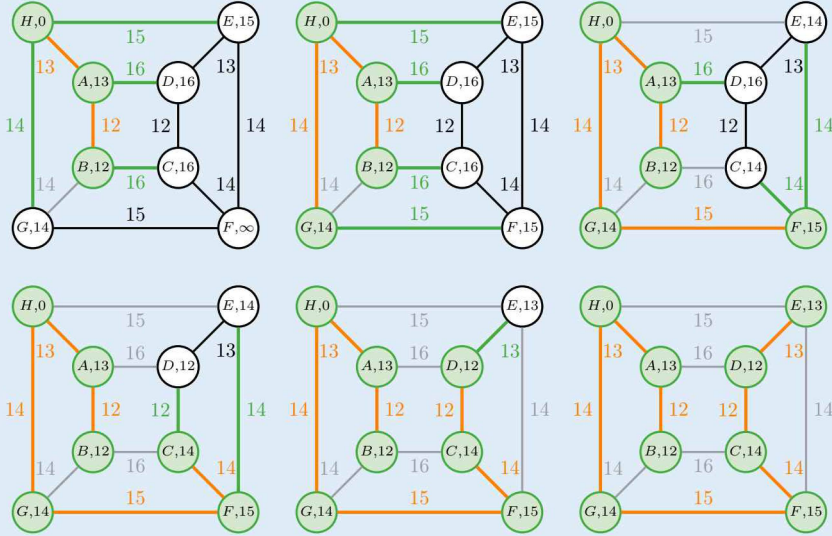 H,0 E,15 H,0 E,15 H,0 E,14
15 15 15
13 16 13 13 16 13 13 16 13
A,13 D,16 A,13 D,16 A,13 D,16
14 12 12 14 14 12 12 14 14 12 12 14
B,12 C,16 B,12 C,16 B,12 C,14
14 16 14 14 16 14 14 16 14
15 15 15
G,14 F,∞ G,14 F,15 G,14 F,15
H,0 E,14 H,0 E,13 H,0 E,13
15 15 15
13 16 13 13 16 13 13 16 13
A,13 D,12 A,13 D,12 A,13 D,12
14 12 12 14 14 12 12 14 14 12 12 14
B,12 C,14 B,12 C,14 B,12 C,14
14 16 14 14 16 14 14 16 14
15 15 15
G,14 F,15 G,14 F,15 G,14 F,15